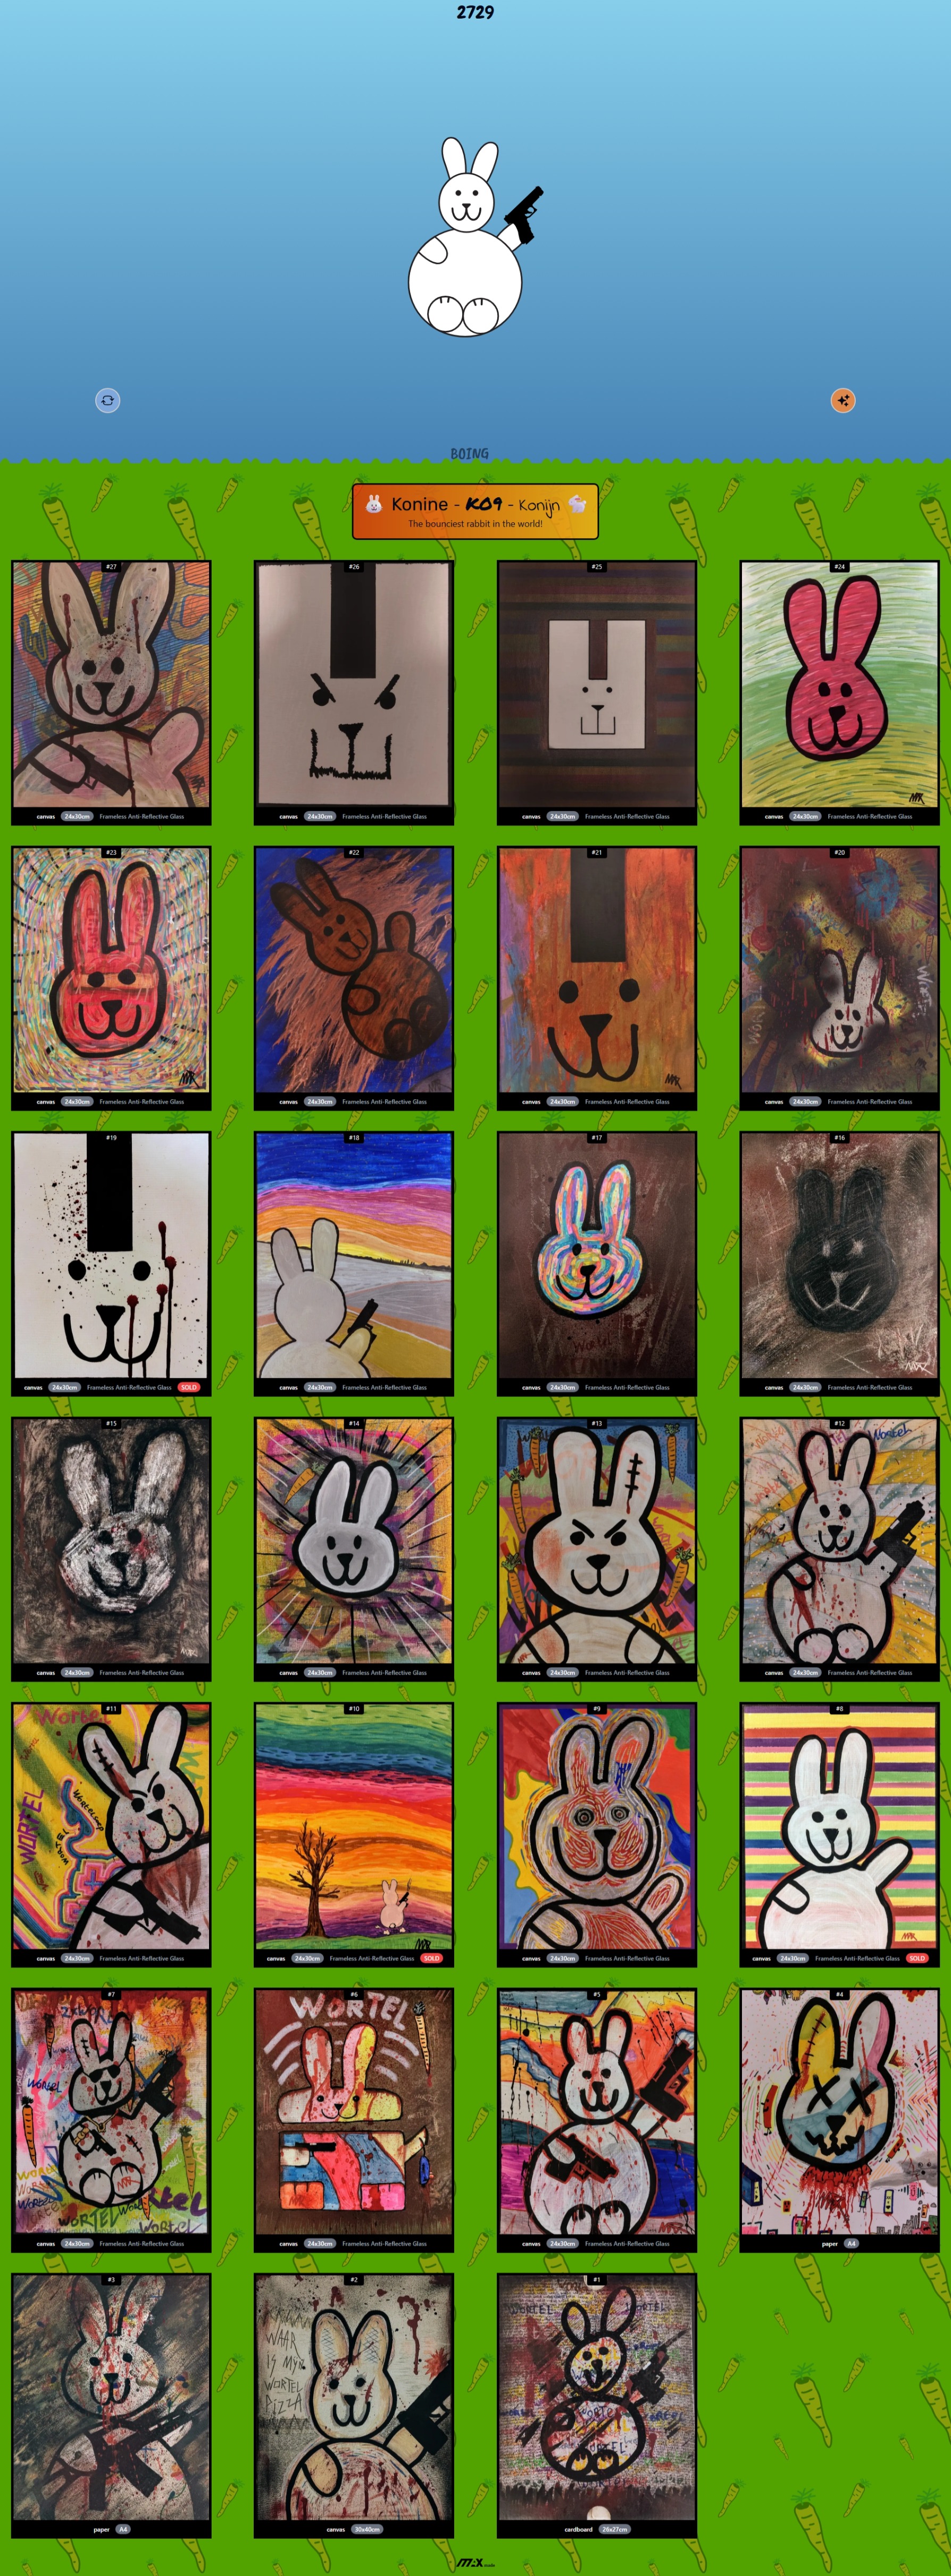 2729
BOING
Konine - KO9 - Konijn
The bounciest rabbit in the world!
#27
canvas 24x30cm Frameless Anti-Reflective Glass
#26
canvas 24x30cm Frameless Anti-Reflective Glass
#25
canvas 24x30cm Frameless Anti-Reflective Glass
#24
canvas 24x30cm Frameless Anti-Reflective Glass
#23
canvas 24x30cm Frameless Anti-Reflective Glass
#22
canvas 24x30cm Frameless Anti-Reflective Glass
#21
canvas 24x30cm Frameless Anti-Reflective Glass
#20
canvas 24x30cm Frameless Anti-Reflective Glass
#19
canvas 24x30cm Frameless Anti-Reflective Glass SOLD
#18
canvas 24x30cm Frameless Anti-Reflective Glass
#17
canvas 24x30cm Frameless Anti-Reflective Glass
#16
canvas 24x30cm Frameless Anti-Reflective Glass
#15
canvas 24x30cm Frameless Anti-Reflective Glass
#14
canvas 24x30cm Frameless Anti-Reflective Glass
#13
canvas 24x30cm Frameless Anti-Reflective Glass
#12
Wortel
canvas 24x30cm Frameless Anti-Reflective Glass
#11
Wortel
WORTEL
WORTEL
canvas 24x30cm Frameless Anti-Reflective Glass
#10
canvas 24x30cm Frameless Anti-Reflective Glass SOLD
#9
canvas 24x30cm Frameless Anti-Reflective Glass
#8
canvas 24x30cm Frameless Anti-Reflective Glass SOLD
#7
Wortel
WORTEL
Wortel
canvas 24x30cm Frameless Anti-Reflective Glass
#6
WORTEL
canvas 24x30cm Frameless Anti-Reflective Glass
#5
canvas 24x30cm Frameless Anti-Reflective Glass
#4
paper A4
#3
paper A4
#2
WAAR
IS MYN
WORTEL
PIZZA
canvas 30x40cm
#1
WORTEL
cardboard 26x27cm